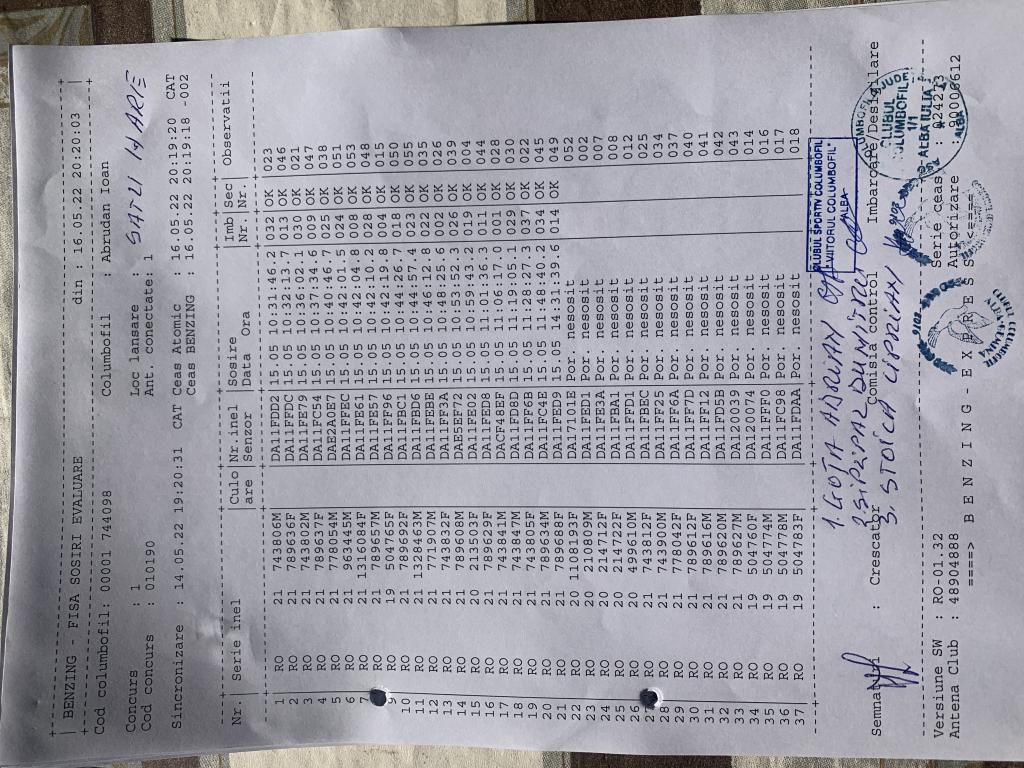 BENZING - FISA SOSIRI EVALUARE din : 16.05.22 20:20:03
Cod columbofil: 00001 744098 Columbofil : Abrudan ioan
Concurs : 1 Loc lansare : SATU MARE
Cod concurs : 010190 Ant. conectate: 1
Sincronizare : 14.05.22 19:20:31 CAT Ceas Atomic : 16.05.22 20:19:20 CAT
Ceas BENZING : 16.05.22 20:19:18 -002
Nr. Serie inel Culo Nr.inel Sosire Imb Sec Observatii
are Senzor Data Ora Nr.
1 RO 21 743806M DA11FDD2 15.05 10:31:46.2 032 OK 023
2 RO 21 789636F DA11FFDC 15.05 10:32:13.7 013 OK 046
3 RO 21 743802M DA11FE79 15.05 10:36:02.1 030 OK 021
4 RO 21 789637F DA11FC54 15.05 10:37:34.6 009 OK 047
5 RO 21 778054M DAE2A0E7 15.05 10:40:46.7 025 OK 038
6 RO 21 963445M DA11FFEC 15.05 10:42:01.5 024 OK 051
7 RO 21 1316084F DA11FE61 15.05 10:42:04.8 008 OK 053
RO 21 789657M DA11FE57 15.05 10:42:10.2 028 OK 048
9 RO 19 504765F DA11FF96 15.05 10:42:19.8 004 OK 015
10 RO 21 789692F DA11FBC1 15.05 10:44:26.7 018 OK 050
11 RO 21 1328463M DA11FBD6 15.05 10:44:57.4 009 OK 055
12 RO 21 771907M DA11FEBE 15.05 10:46:12.8 022 OK 035
13 RO 21 743832F DA11FF3A 15.05 10:48:25.6 002 OK 026
14 RO 21 789608M DAE5EF72 15.05 10:53:52.3 026 OK 039
15 RO 20 213503F DA11FE02 15.05 10:59:43.2 019 OK 004
16 RO 21 789629F DA11FED8 15.05 11:01:36.3 011 OK 044
17 RO 21 743841M DACF48EF 15.05 11:06:17.0 001 OK 028
18 RO 21 743847M DA11FD8D 15.05 11:19:05.1 029 OK 030
19 RO 21 743805F DA11FF6B 15.05 11:28:27.3 037 OK 022
20 RO 21 789634M DA11FC4E 15.05 11:48:40.2 034 OK 045
21 RO 21 789688F DA11FED9 15.05 14:31:39.6 014 OK 049
22 RO 20 1108193F DA17101E Por. nesosit 052
23 RO 20 210809M DA11FED1 Por. nesosit 002
24 RO 20 214712F DA11FE3A Por. nesosit 007
25 RO 20 214722F DA11FBA1 Por. nesosit 008
26 RO 20 499610M DA11FFD1 Por. nesosit 012
27 RO 21 743812F DA11FBBC Por. nesosit 025
28 RO 21 743900M DA11FF25 Por. nesosit 034
29 RO 21 778042F DA11FF6A Por. nesosit 037
30 RO 21 789612F DA11FF7D Por. nesosit 040
31 RO 21 789616M DA11FF12 Por. nesosit 041
32 RO 21 789620M DA11FD5B Por. nesosit 042
33 RO 21 789627M DA120039 Por. nesosit 043
34 RO 19 504760F DA120074 Por. nesosit 014
35 RO 19 504774M DA11FFF0 Por. nesosit 016
36 RO 19 504778M DA11FC98 Por. nesosit 017
37 RO 19 504783F DA11FDAA Por. nesosit 018
CLUBUL SPORTIV COLUMBOFIL
"VIITORUL COLUMBOFIL"
ALBA
1. GOTA ADRIAN
2. SIPINAL DUMITRU
3. STOICA CIPRIAN
Semnaturi : Crescator Comisia control Imbarcare/Desigilare
CLUBUL
COLUMBOFIL
1/1
ALBA IULIA
Versiune SW : RO-01.32 Serie ceas : 024213
Antena Club : 48904888 Autorizare : 00006612
====> BENZING - EXPRESS <====